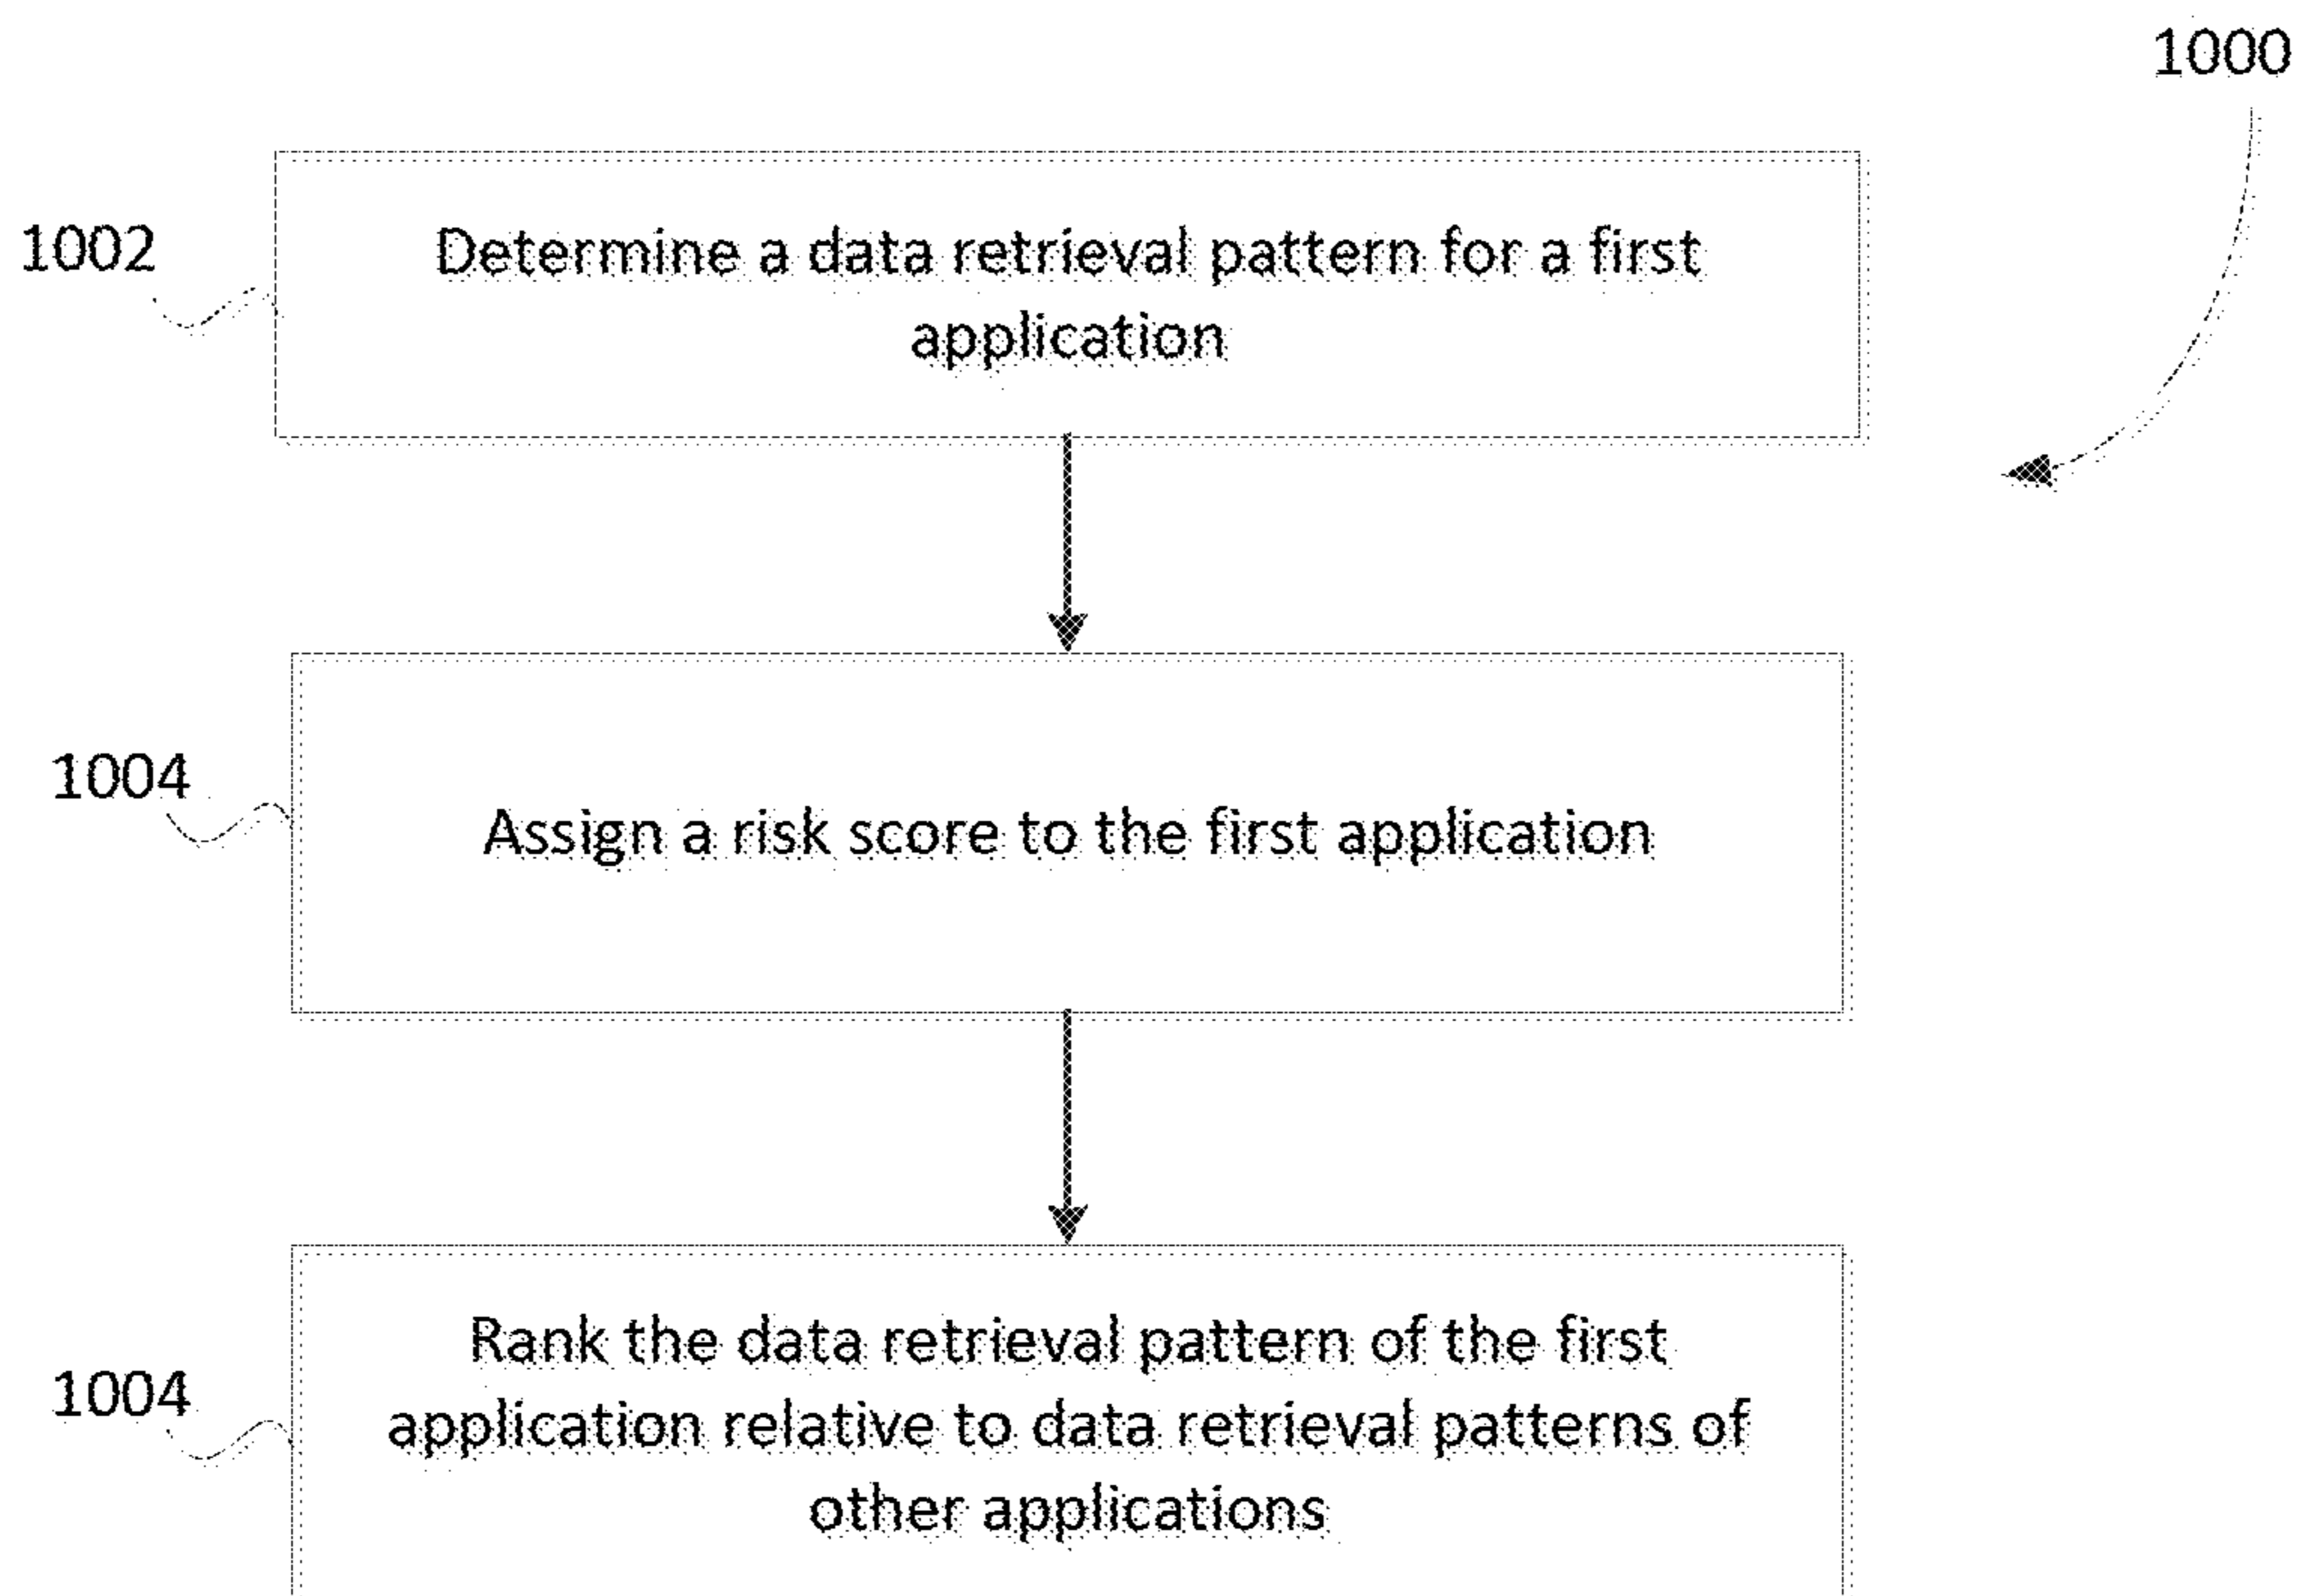 1000
1002
Determine a data retrieval pattern for a first
application
1004
Assign a risk score to the first application
1004
Rank the data retrieval pattern of the first
application relative to data retrieval patterns of
other applications